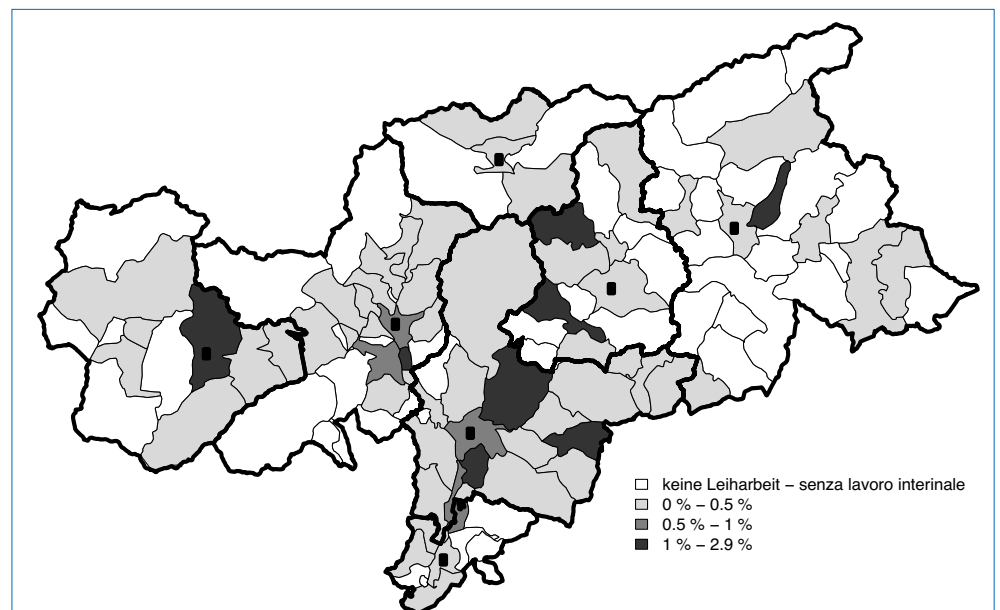 keine Leiharbeit – senza lavoro interinale
0 % – 0.5 %
0.5 % – 1 %
1 % – 2.9 %